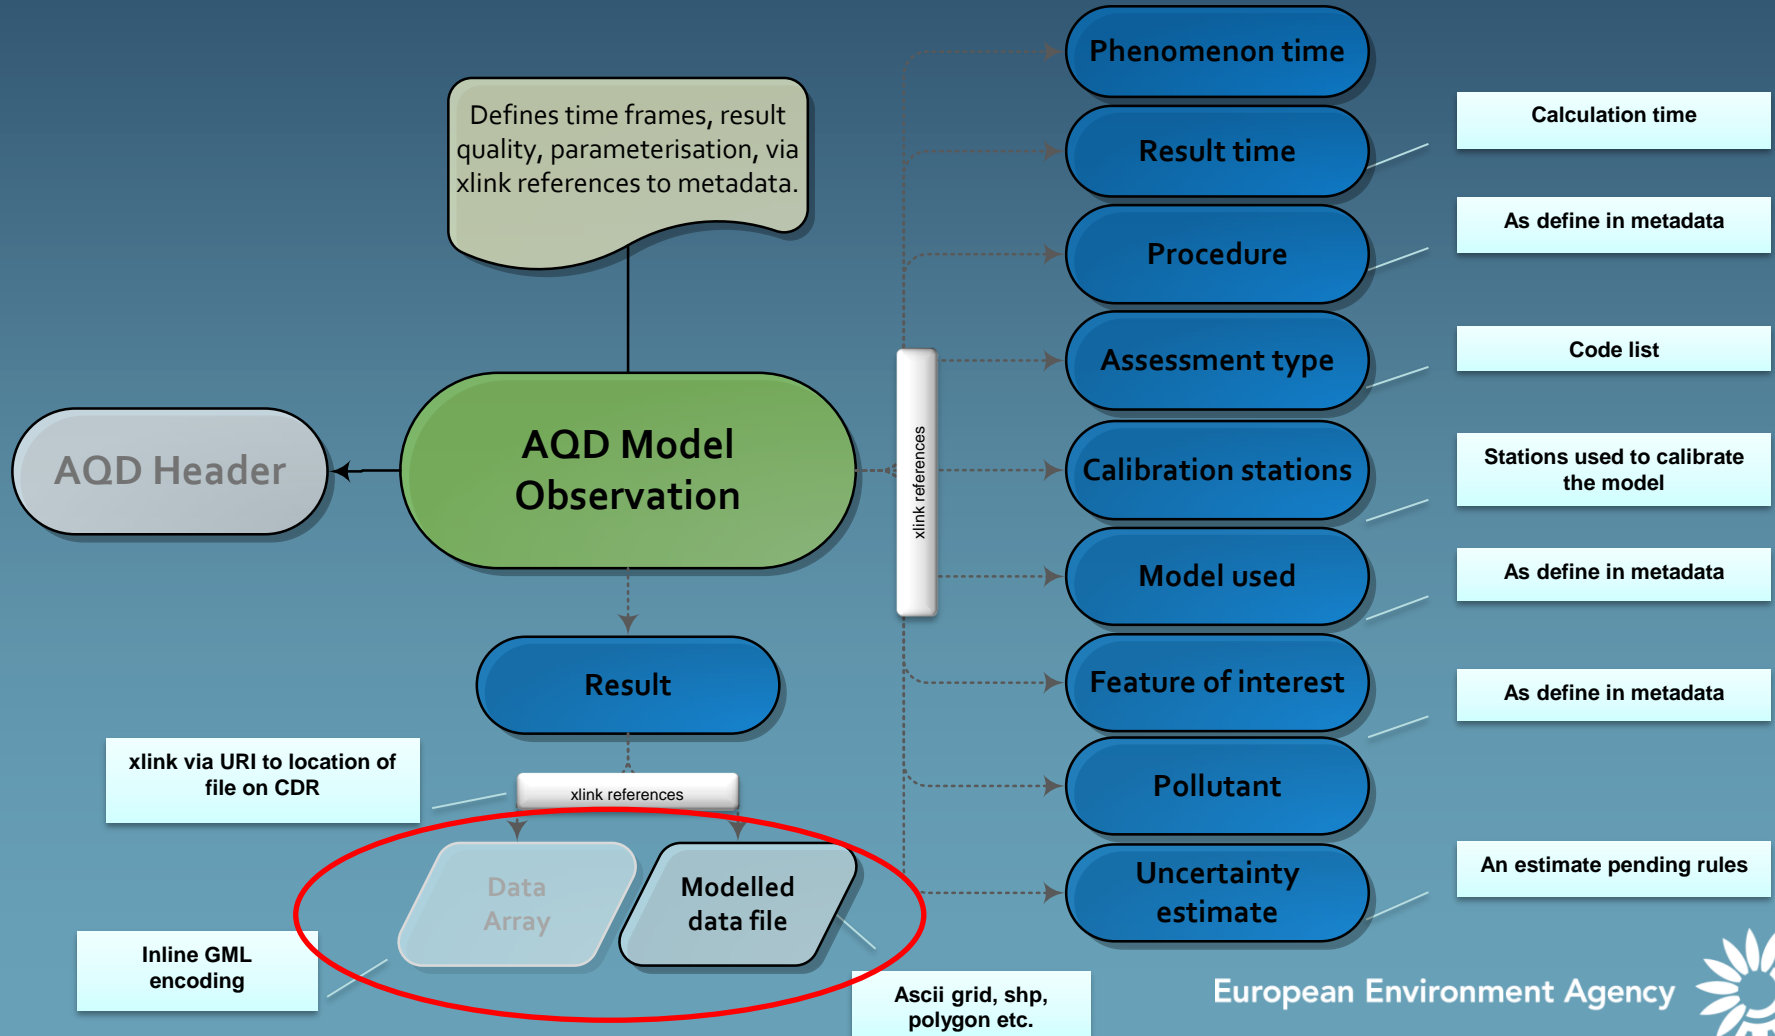 Defines time frames, result
quality, parameterisation, via
xlink references to metadata.
AQD Header
AQD Model
Observation
Result
xlink via URI to location of
file on CDR
xlink references
Data
Array
Modelled
data file
Inline GML
encoding
Ascii grid, shp,
polygon etc.
xlink references
Phenomenon time
Result time
Calculation time
Procedure
As define in metadata
Assessment type
Code list
Calibration stations
Stations used to calibrate
the model
Model used
As define in metadata
Feature of interest
As define in metadata
Pollutant
Uncertainty
estimate
An estimate pending rules
European Environment Agency